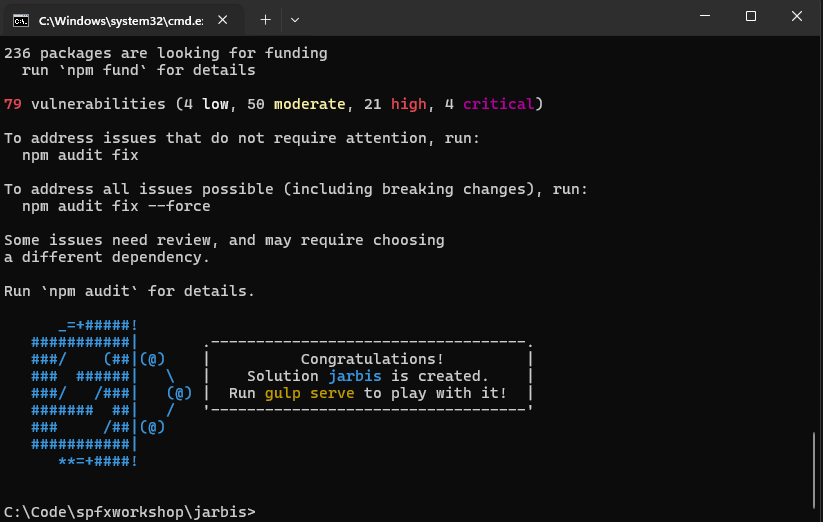 C:\Windows\system32\cmd.e:
236 packages are looking for funding
  run `npm fund` for details
79 vulnerabilities (4 low, 50 moderate, 21 high, 4 critical)
To address issues that do not require attention, run:
  npm audit fix
To address all issues possible (including breaking changes), run:
  npm audit fix --force
Some issues need review, and may require choosing
a different dependency.
Run `npm audit` for details.
      _=+#####!
   ###########|       .-----------------------------------.
   ###/    (##|(@)    |          Congratulations!         |
   ###  ######|   \   |    Solution jarbis is created.    |
   ###/   /###|   (@) |  Run gulp serve to play with it!  |
   #######  ##|   /   '-----------------------------------'
   ###     /##|(@)
   ###########|
      **=+####!
C:\Code\spfxworkshop\jarbis>